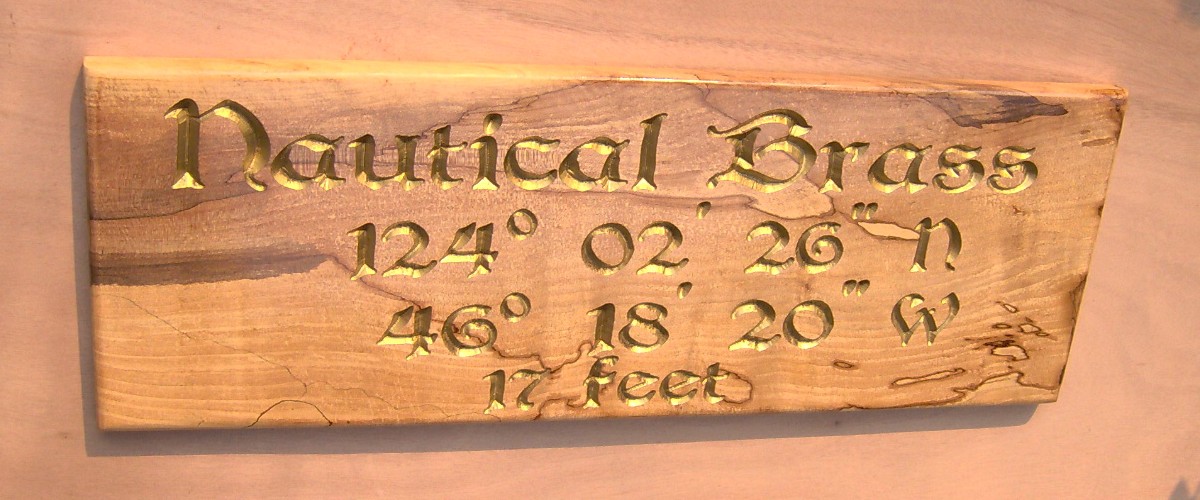 Nautical Brass
124° 02' 26" N
46° 18' 20" W
17 feet